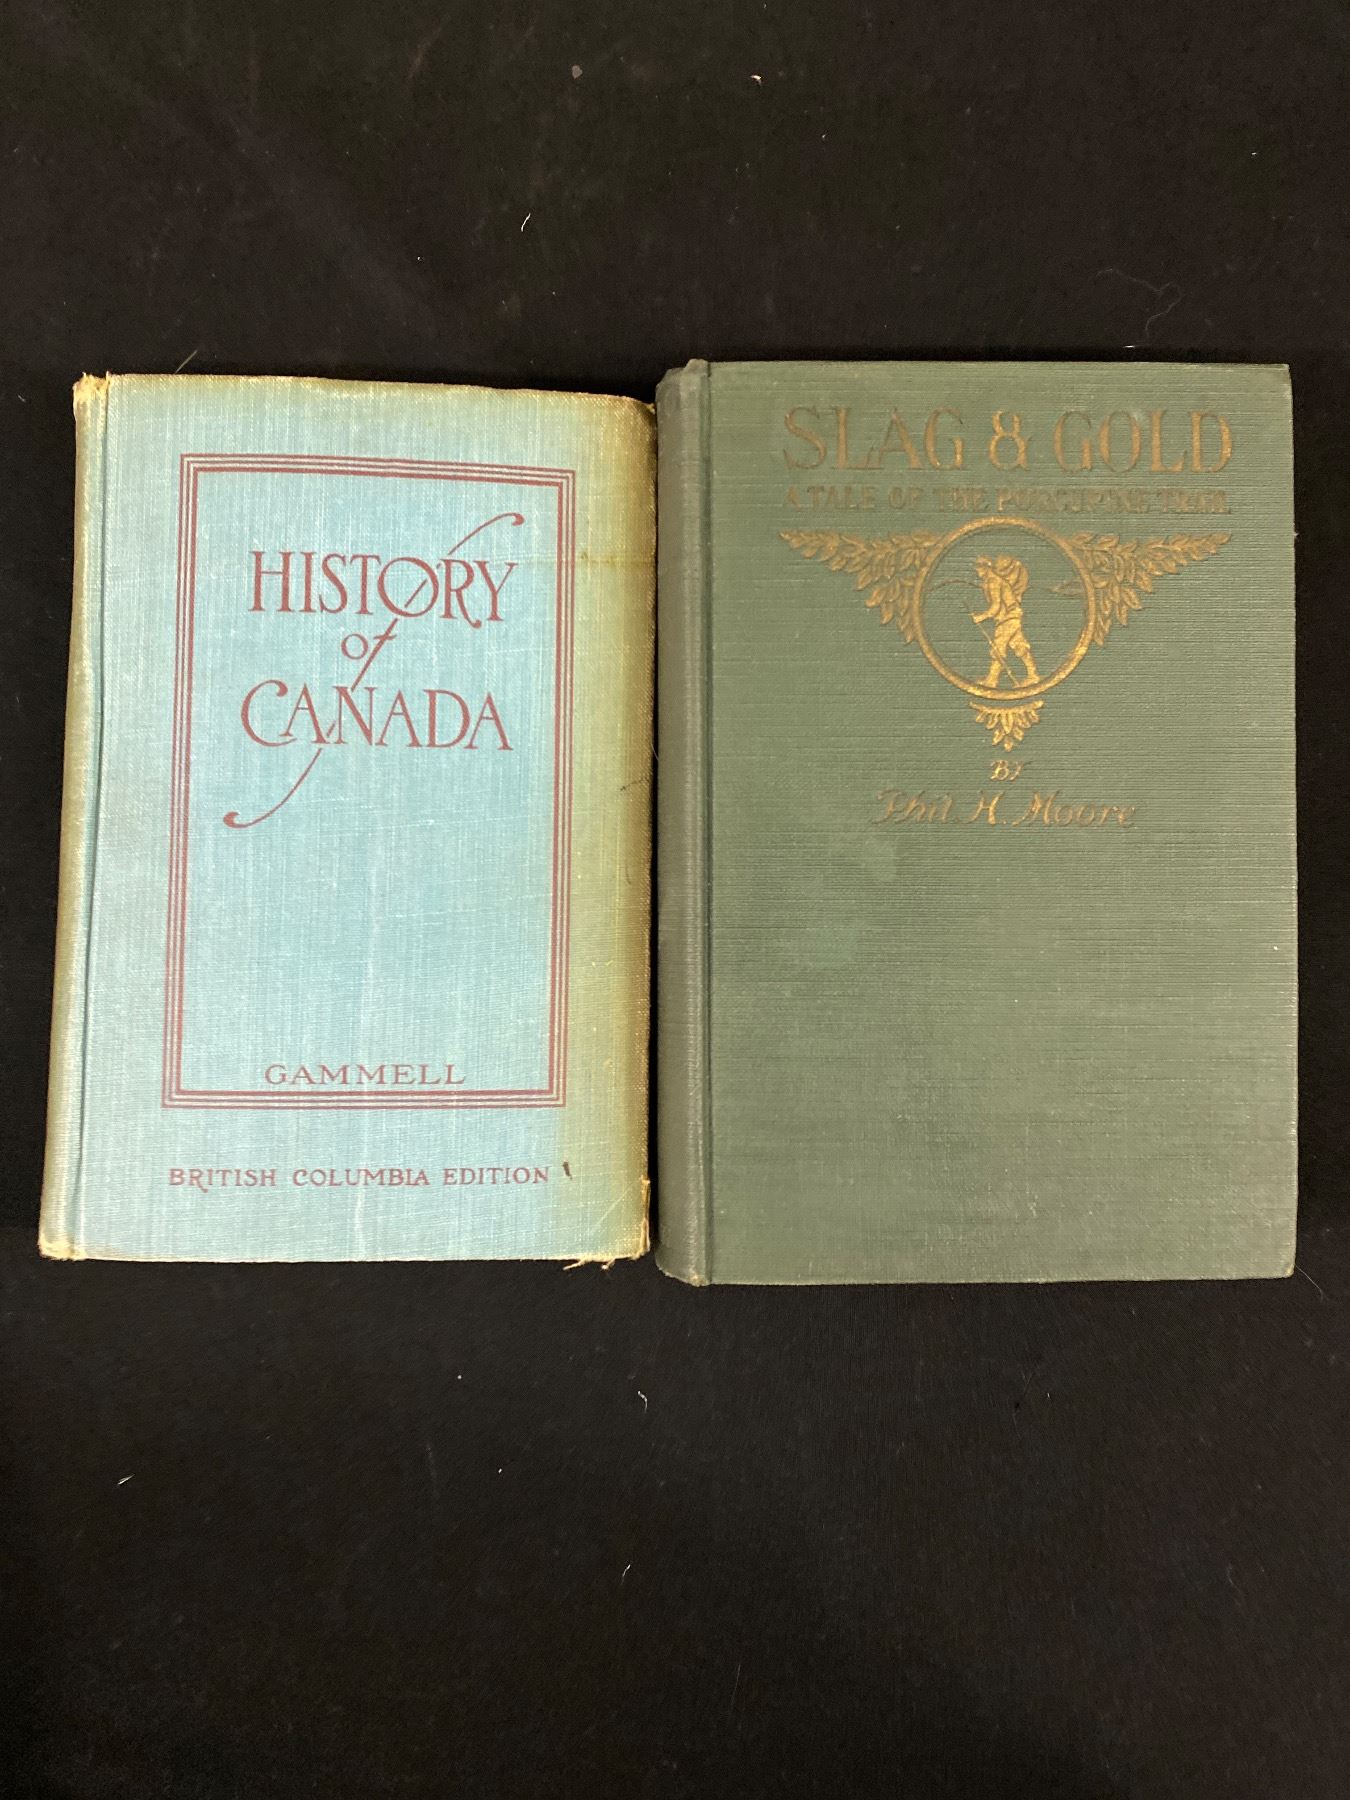 HISTORY
of
CANADA
GAMMELL
BRITISH COLUMBIA EDITION
SLAG & GOLD
A TALE OF THE PORCUPINE TRAIL
BY
Phil. H. Moore